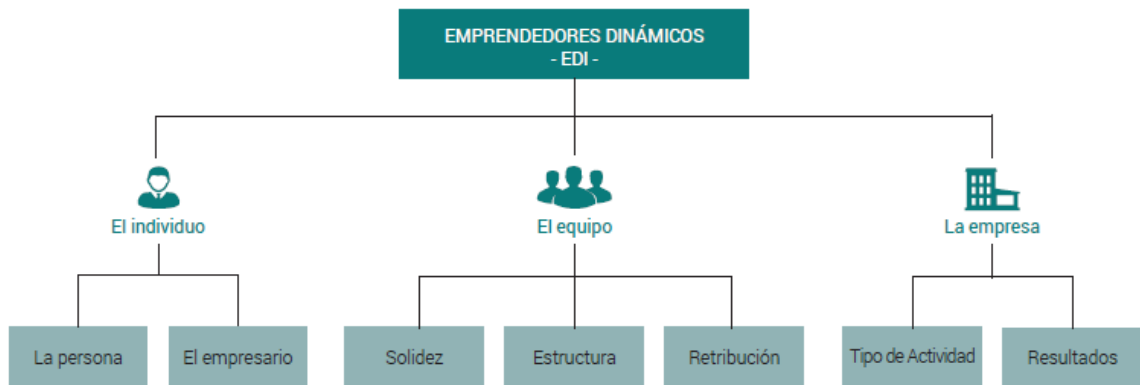 EMPRENDEDORES DINÁMICOS
- EDI -
El individuo
El equipo
La empresa
La persona
El empresario
Solidez
Estructura
Retribución
Tipo de Actividad
Resultados